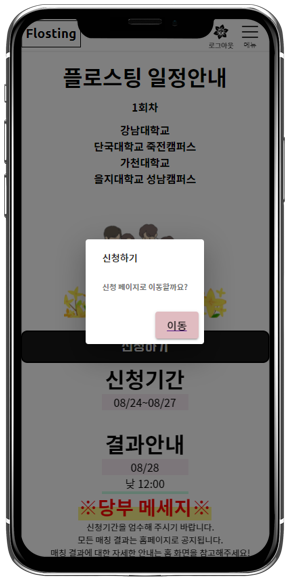 Flosting
로그아웃
메뉴
플로스팅 일정안내
1회차
강남대학교
단국대학교 죽전캠퍼스
가천대학교
을지대학교 성남캠퍼스
신청하기
신청 페이지로 이동할까요?
이동
신청하기
신청기간
08/24~08/27
결과안내
08/28
낮 12:00
※당부 메세지※
신청기간을 엄수해 주시기 바랍니다.
모든 매칭 결과는 홈페이지로 공지됩니다.
매칭 결과에 대한 자세한 안내는 홈 화면을 참고해주세요!